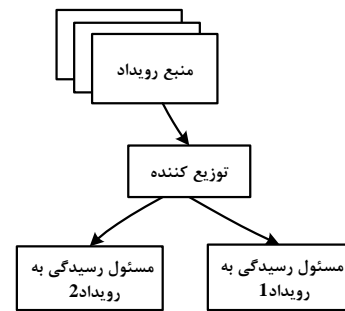 منبع رویداد
توزیع کننده
مسئول رسیدگی به
رویداد1
مسئول رسیدگی به
رویداد2